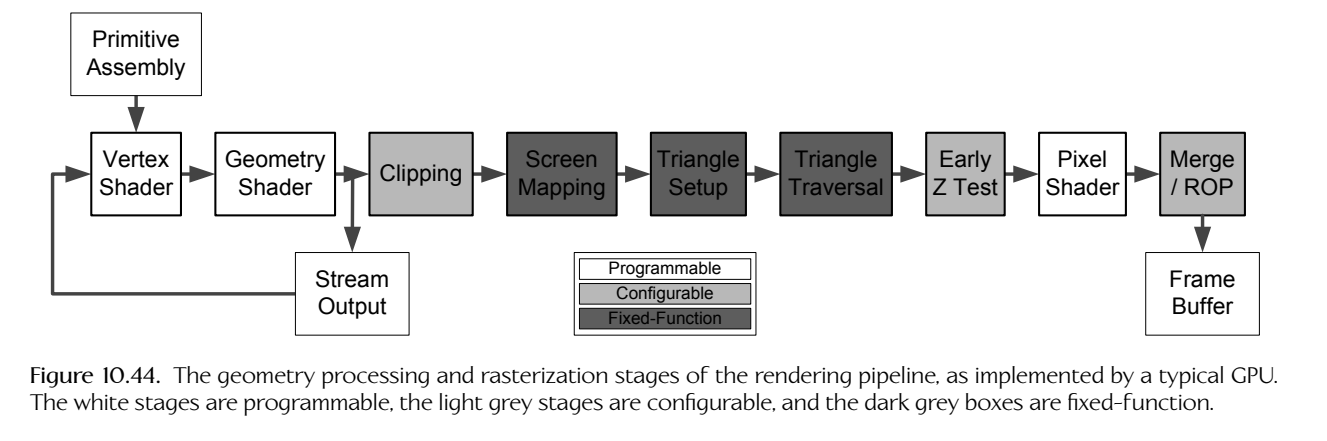 Primitive
Assembly
Vertex
Shader
Geometry
Shader
Clipping
Screen
Mapping
Triangle
Setup
Triangle
Traversal
Early
Z Test
Pixel
Shader
Merge
/ ROP
Stream
Output
Programmable
Configurable
Fixed-Function
Frame
Buffer
Figure 10.44. The geometry processing and rasterization stages of the rendering pipeline, as implemented by a typical GPU.
The white stages are programmable, the light grey stages are configurable, and the dark grey boxes are fixed-function.